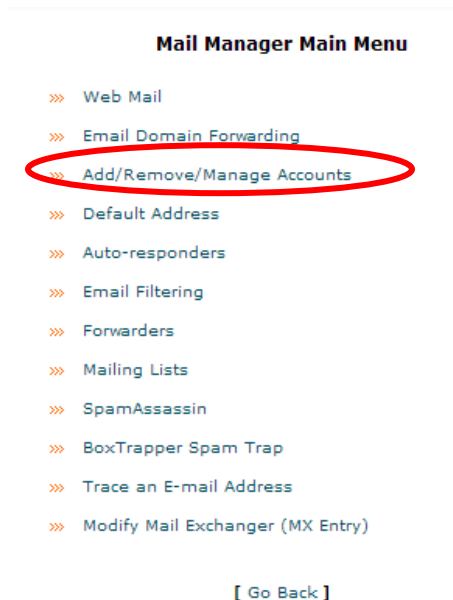 Mail Manager Main Menu
»» Web Mail
»» Email Domain Forwarding
»» Add/Remove/Manage Accounts
»» Default Address
»» Auto-responders
»» Email Filtering
»» Forwarders
»» Mailing Lists
»» SpamAssassin
»» BoxTrapper Spam Trap
»» Trace an E-mail Address
»» Modify Mail Exchanger (MX Entry)
[ Go Back ]